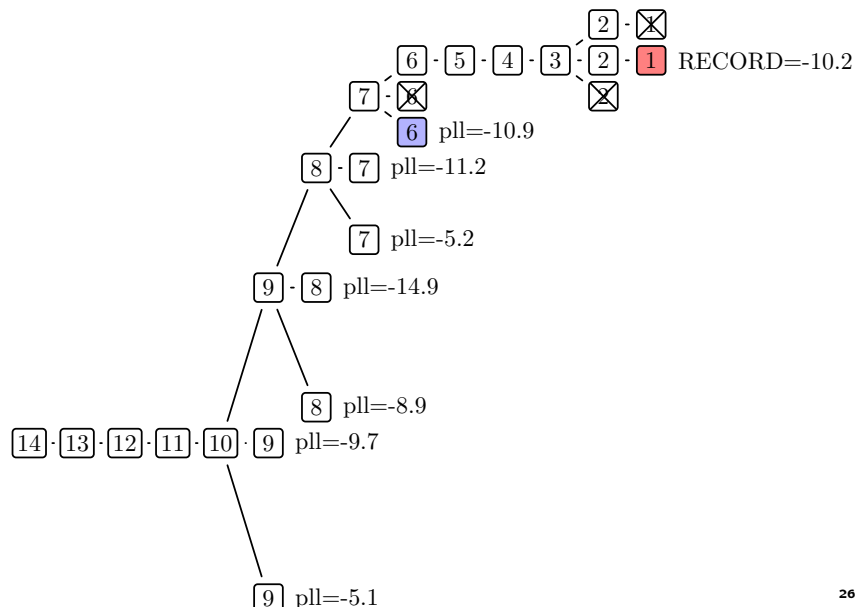 2 1
6 5 4 3 2 1 RECORD=-10.2
7 6 2
6 pll=-10.9
8 7 pll=-11.2
7 pll=-5.2
9 8 pll=-14.9
8 pll=-8.9
14 13 12 11 10 9 pll=-9.7
9 pll=-5.1
26